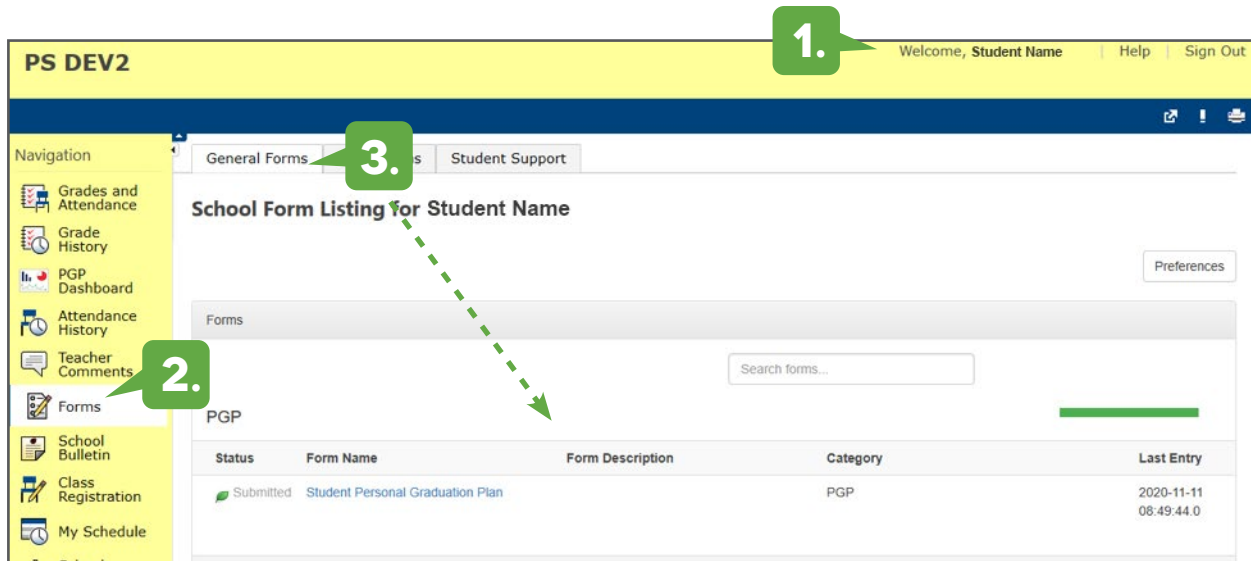 1.
PS DEV2
Welcome, Student Name | Help | Sign Out
Navigation
General Forms
3.
Student Support
Grades and
Attendance
School Form Listing for Student Name
Grade
History
PGP
Dashboard
Preferences
Attendance
History
Forms
Teacher
Comments
Search forms...
2.
Forms
PGP
School
Bulletin
Status Form Name Form Description Category Last Entry
Class
Registration
Submitted Student Personal Graduation Plan PGP 2020-11-11
08:49:44.0
My Schedule